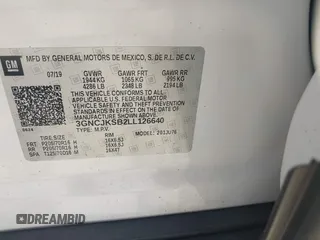 GM
MFD. BY GENERAL MOTORS DE MEXICO, S. DE R.L. DE C.V.
07/19 GVWR GAWR FRT GAWR RR
1944 KG 1065 KG 995 KG
4286 LB 2348 LB 2194 LB
THIS VEHICLE CONFORMS TO ALL APPLICABLE U.S. FEDERAL
MOTOR VEHICLE SAFETY, BUMPER, AND THEFT PREVENTION
STANDARDS IN EFFECT ON THE DATE OF
MANUFACTURE SHOWN ABOVE.
3GNCJKSB2LL126640
TYPE: M.P.V.
TIRE SIZE RIM
FRT P205/70R16 16X6.5J
RR P205/70R16 16X6.5J
SPA T125/70D16 16X4T
DREAMBID